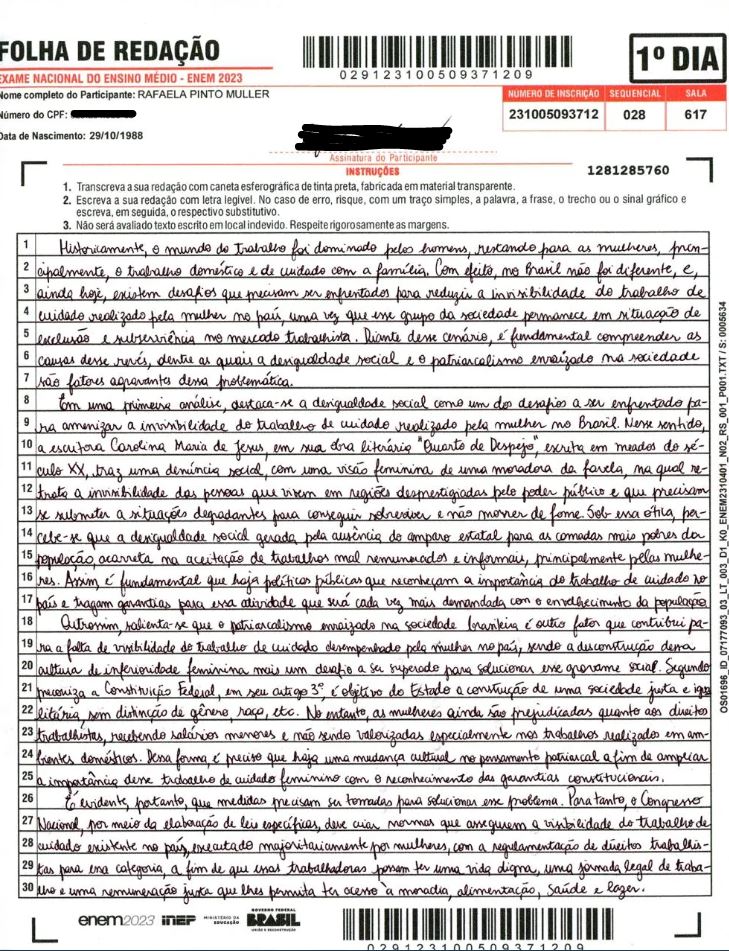 FOLHA DE REDAÇÃO
EXAME NACIONAL DO ENSINO MÉDIO - ENEM 2023
029123100509371209
1º DIA
Nome completo do Participante: RAFAELA PINTO MULLER
Número do CPF:
Data de Nascimento: 29/10/1988
NÚMERO DE INSCRIÇÃO SEQUENCIAL SALA
231005093712 028 617
Assinatura do Participante
INSTRUÇÕES
1281285760
1. Transcreva a sua redação com caneta esferográfica de tinta preta, fabricada em material transparente.
2. Escreva a sua redação com letra legível. No caso de erro, risque, com um traço simples, a palavra, a frase, o trecho ou o sinal gráfico e
escreva, em seguida, o respectivo substitutivo.
3. Não será avaliado texto escrito em local indevido. Respeite rigorosamente as margens.
1 Historicamente, o mundo do trabalho foi dominado pelos homens, restando para as mulheres, prin-
2 cipalmente, o trabalho doméstico e de cuidado com a família. Com efeito, no Brasil não foi diferente, e,
3 ainda hoje, existem desafios que precisam ser enfrentados para reduzir a invisibilidade do trabalho de
4 cuidado realizado pela mulher no país, uma vez que esse grupo da sociedade permanece em situação de
5 exclusão e subserviência no mercado trabalhista. Diante desse cenário, é fundamental compreender as
6 causas desse revés, dentre as quais a desigualdade social e o patriarcalismo enraizado na sociedade
7 são fatores agravantes dessa problemática.
8 Em uma primeira análise, destaca-se a desigualdade social como um dos desafios a ser enfrentado pa-
9 ra amenizar a invisibilidade do trabalho de cuidado realizado pela mulher no Brasil. Nesse sentido,
10 a escritora Carolina Maria de Jesus, em sua obra literária "Quarto de Despejo", escrita em meados do sé-
11 culo XX, traz uma denúncia social, com uma visão feminina de uma moradora da favela, na qual re-
12 trata a invisibilidade das pessoas que vivem em regiões desprestigiadas pelo poder público e que precisam
13 se submeter a situações degradantes para conseguir sobreviver e não morrer de fome. Sob essa ótica, per-
14 cebe-se que a desigualdade social gerada pela ausência do amparo estatal para as camadas mais pobres da
15 população, acarreta na aceitação de trabalhos mal remunerados e informais, principalmente pelas mulhe-
16 res. Assim é fundamental que haja políticas públicas que reconheçam a importância do trabalho de cuidado no
17 país e tragam garantias para essa atividade que será cada vez mais demandada com o envelhecimento da população.
18 Outrossim, salienta-se que o patriarcalismo enraizado na sociedade brasileira é outro fator que contribui pa-
19 ra a falta de visibilidade do trabalho de cuidado desempenhado pela mulher no país, sendo a desconstrução dessa
20 cultura de inferioridade feminina mais um desafio a ser superado para solucionar esse gravame social. Segundo
21 preconiza a Constituição Federal, em seu artigo 3º, é objetivo do Estado a construção de uma sociedade justa e igua
22 litária, sem distinção de gênero, raça, etc. No entanto, as mulheres ainda são prejudicadas quanto aos direitos
23 trabalhistas, recebendo salários menores e não sendo valorizadas especialmente nos trabalhos realizado em am-
24 bientes domésticos. Dessa forma, é preciso que haja uma mudança cultural no pensamento patriarcal a fim de ampliar
25 a importância desse trabalho de cuidado feminino com o reconhecimento das garantias constitucionais.
26 É evidente, portanto, que medidas precisam ser tomadas para solucionar esse problema. Para tanto, o Congresso
27 Nacional, por meio da elaboração de leis específicas, deve criar normas que assegurem a visibilidade do trabalho de
28 cuidado existente no país, executado majoritariamente por mulheres, com a regulamentação de direitos trabalhis-
29 tas para essa categoria, a fim de que essas trabalhadoras possam ter uma vida digna, uma jornada legal de traba-
30 lho e uma remuneração justa que lhes permita ter acesso a moradia, alimentação, saúde e lazer.
OS01696_ID_07177093_03_LT_003_D1_K0_ENEM2310401_N02_RS_001_P001.TXT / S: 0005634
enem2023 inep MINISTÉRIO DA EDUCAÇÃO GOVERNO FEDERAL BRASIL UNIÃO E RECONSTRUÇÃO
029123100509371209